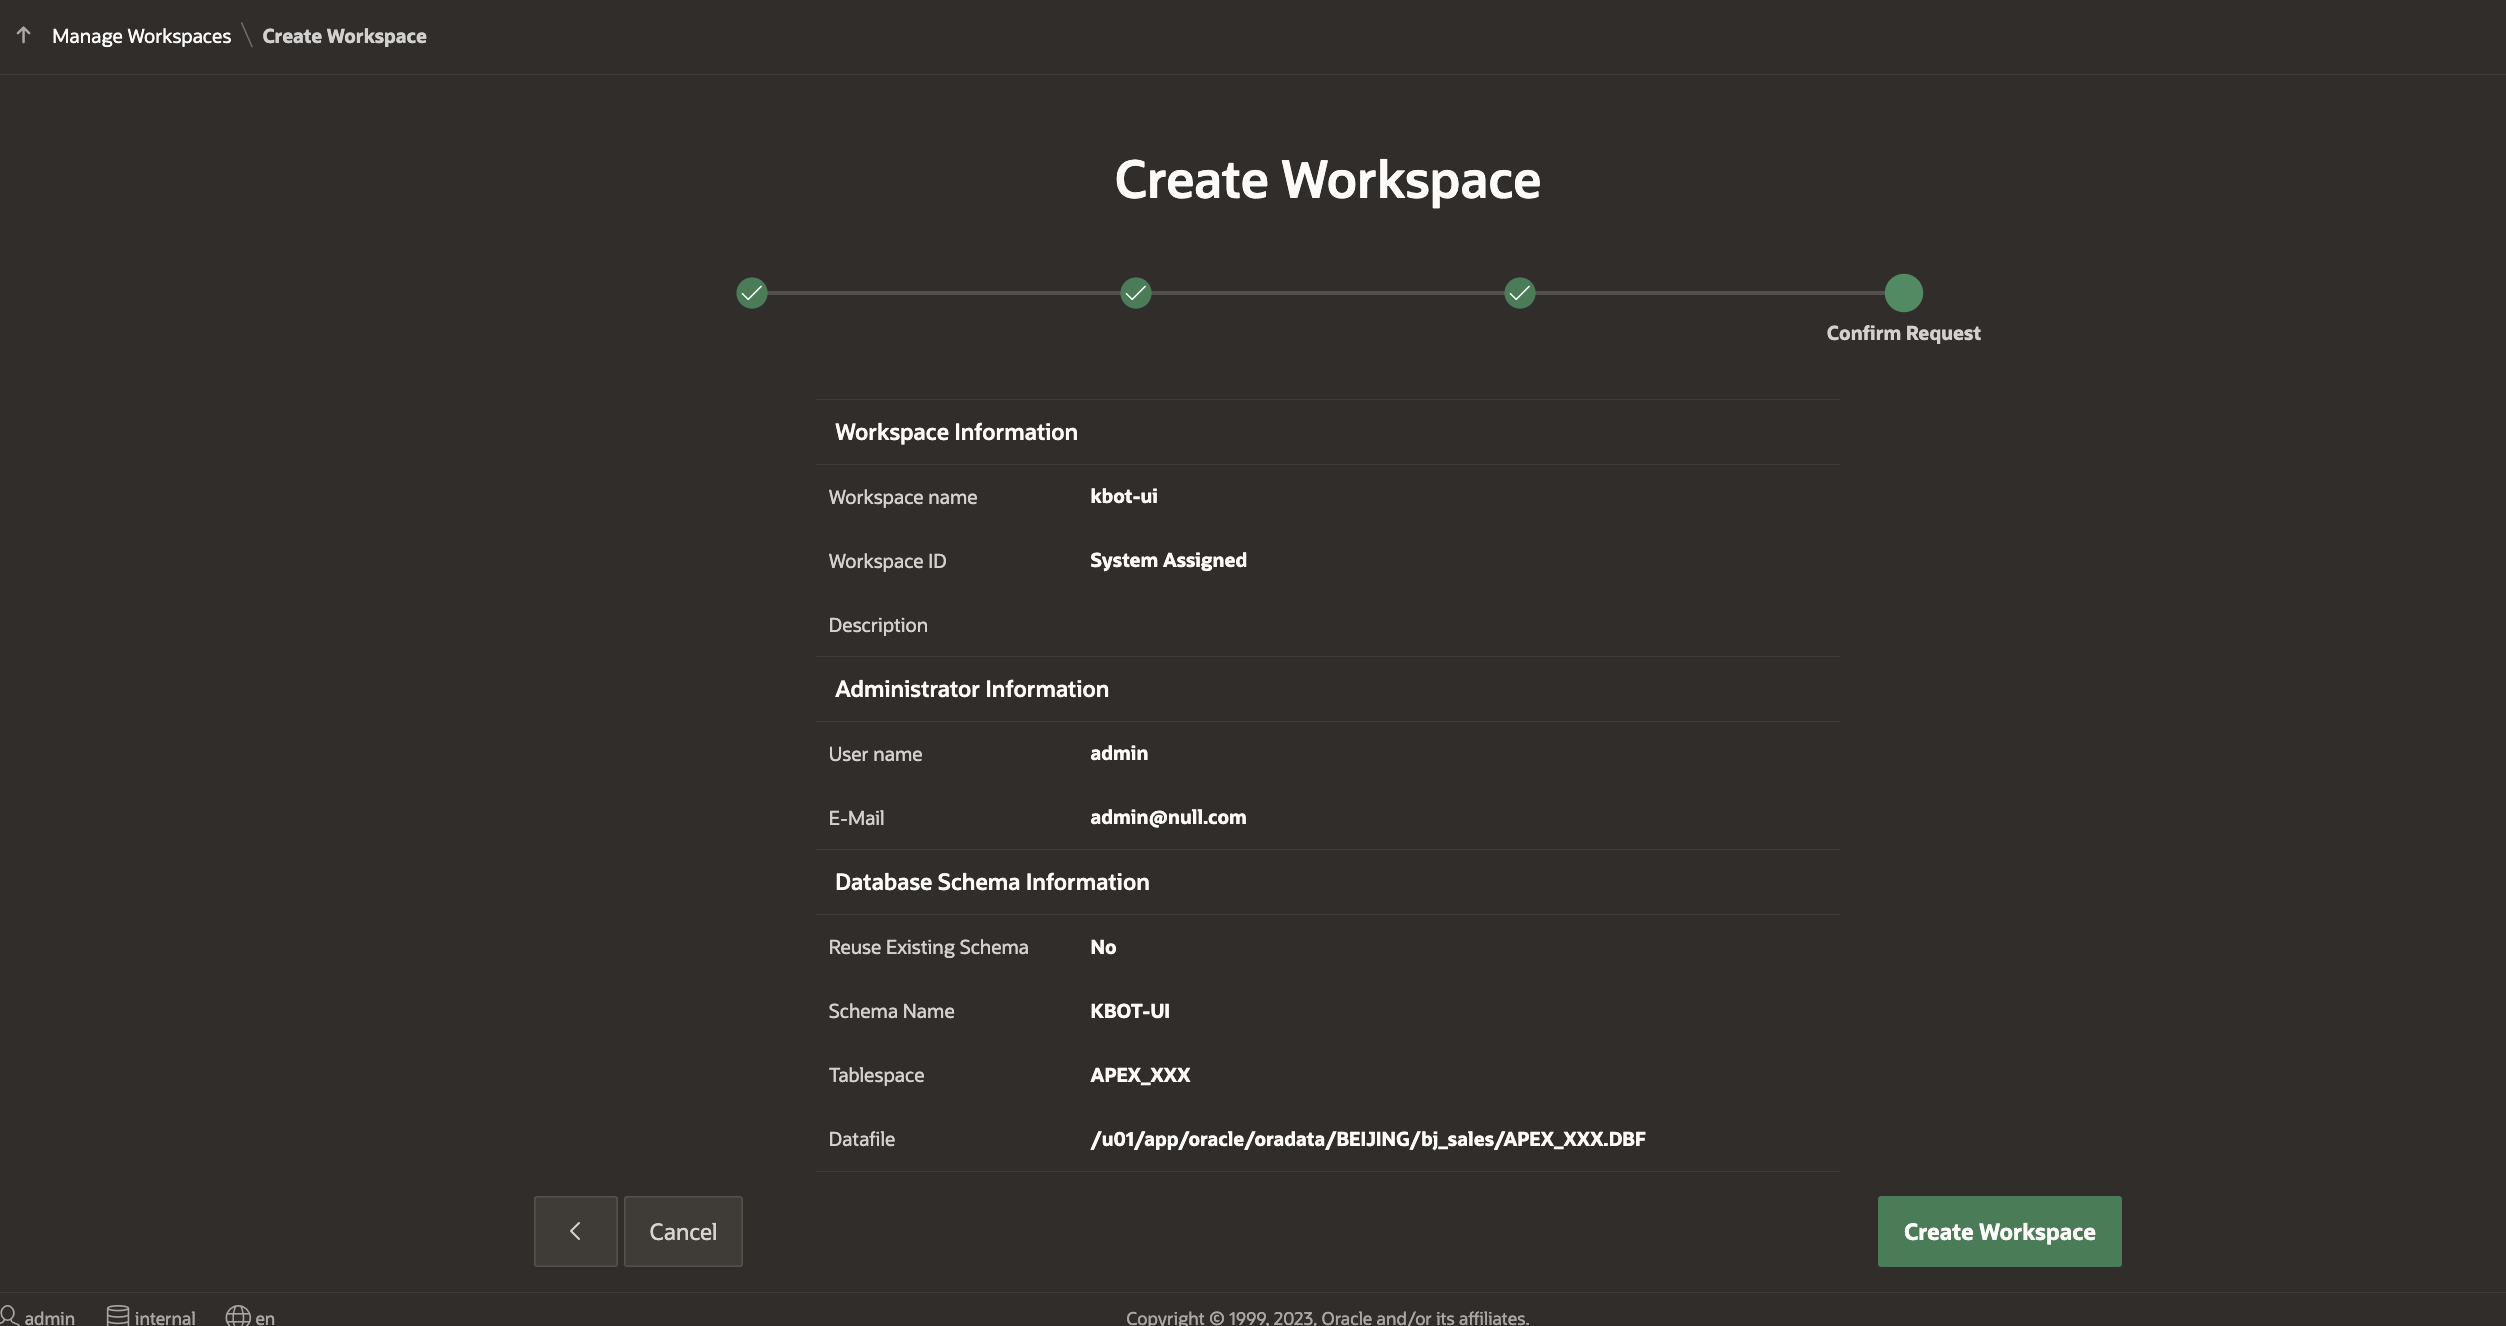 Manage Workspaces \ Create Workspace
Create Workspace
Confirm Request
Workspace Information
Workspace name kbot-ui
Workspace ID System Assigned
Description
Administrator Information
User name admin
E-Mail admin@null.com
Database Schema Information
Reuse Existing Schema No
Schema Name KBOT-UI
Tablespace APEX_XXX
Datafile /u01/app/oracle/oradata/BEIJING/bj_sales/APEX_XXX.DBF
Cancel Create Workspace
admin internal en Copyright © 1999, 2023, Oracle and/or its affiliates.